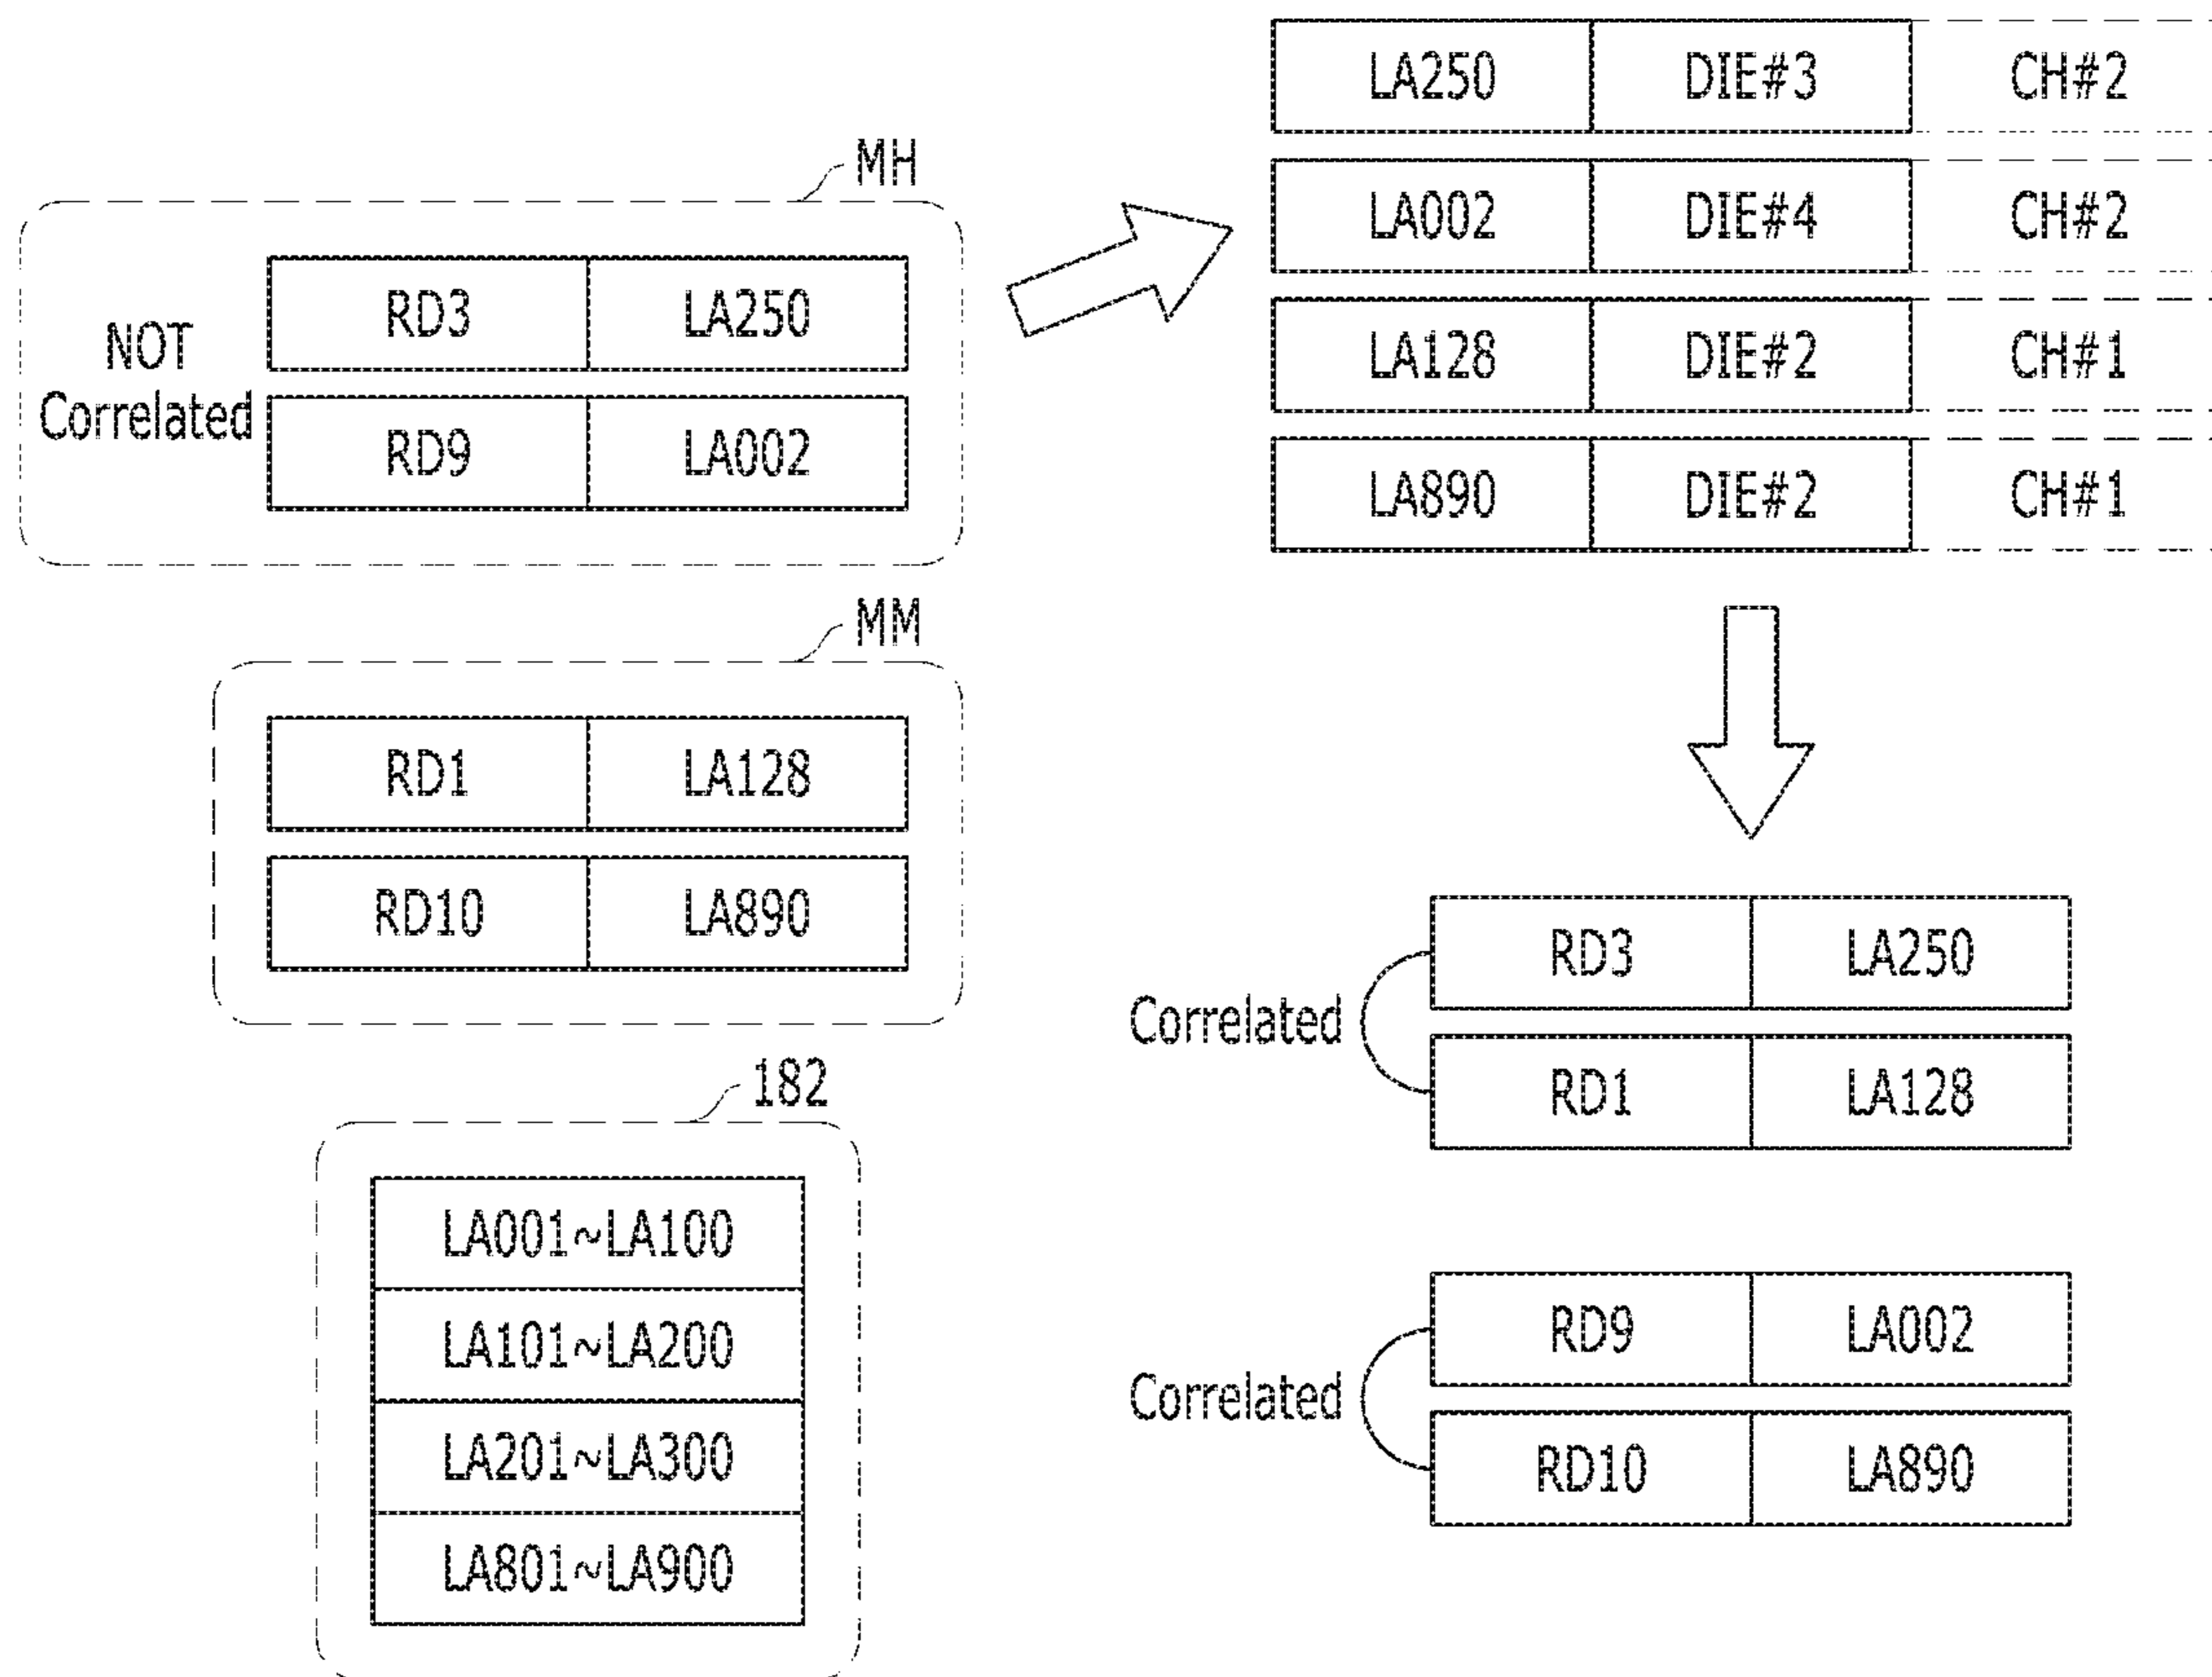 MH
NOT
Correlated
RD3 LA250
RD9 LA002
MM
RD1 LA128
RD10 LA890
182
LA001~LA100
LA101~LA200
LA201~LA300
LA801~LA900
LA250 DIE#3 CH#2
LA002 DIE#4 CH#2
LA128 DIE#2 CH#1
LA890 DIE#2 CH#1
Correlated
RD3 LA250
RD1 LA128
Correlated
RD9 LA002
RD10 LA890